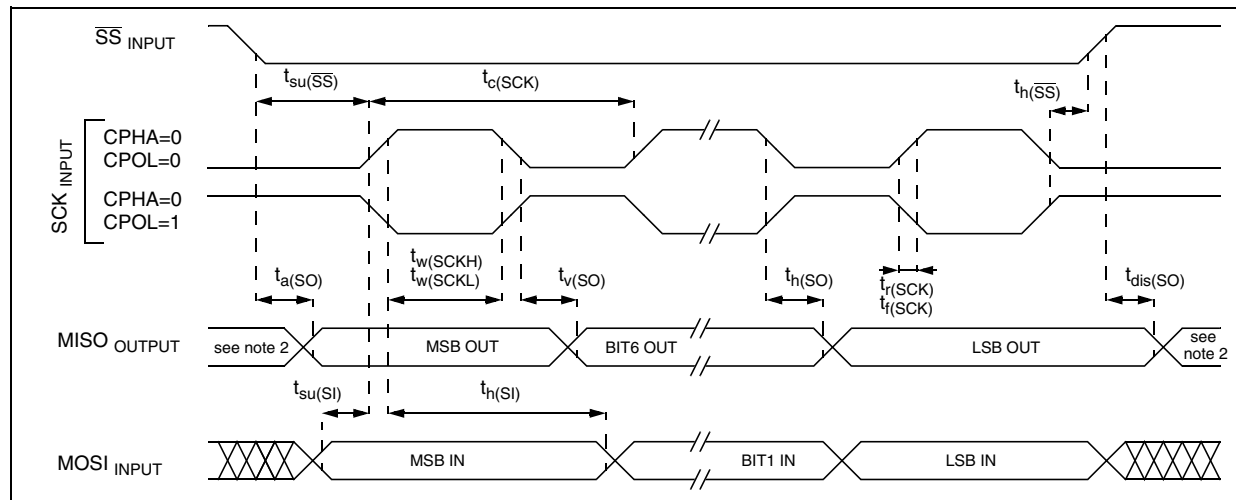 SS INPUT
tsu(SS)
tc(SCK)
th(SS)
SCK INPUT
CPHA=0
CPOL=0
CPHA=0
CPOL=1
ta(SO)
tw(SCKH)
tw(SCKL)
tv(SO)
th(SO)
tr(SCK)
tf(SCK)
tdis(SO)
MISO OUTPUT
see note 2
MSB OUT
BIT6 OUT
LSB OUT
see
note 2
tsu(SI)
th(SI)
MOSI INPUT
MSB IN
BIT1 IN
LSB IN